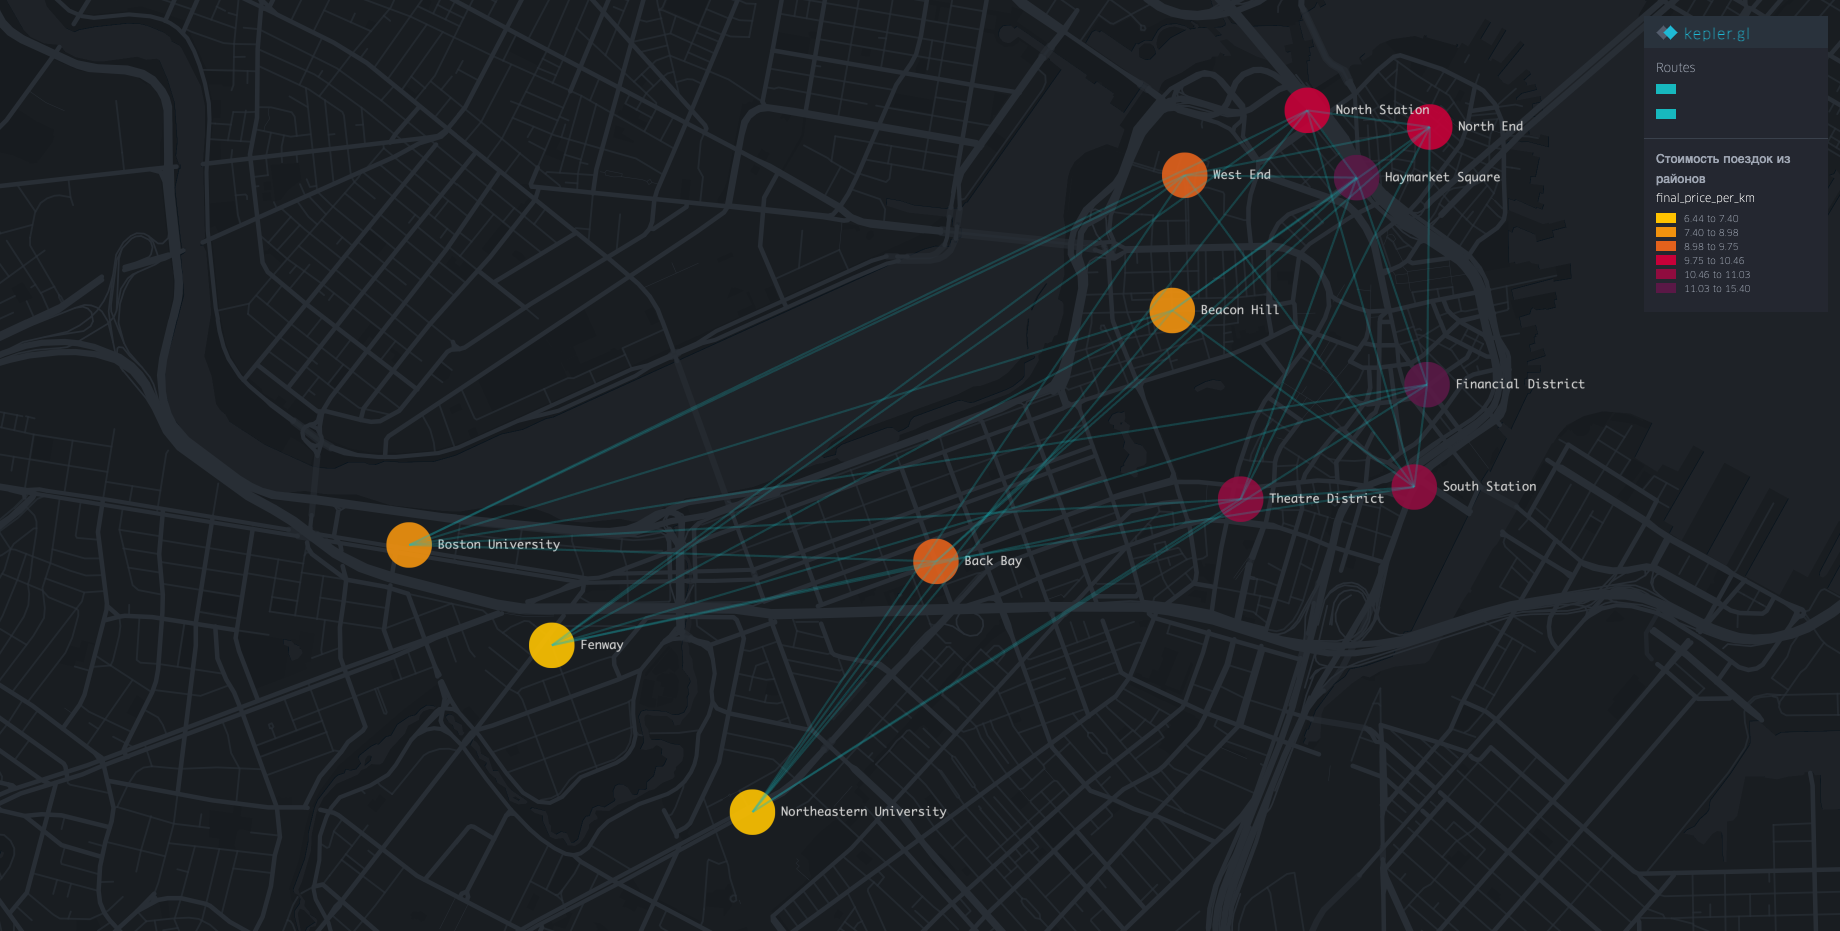 kepler.gl
Routes
Стоимость поездок из
районов
final_price_per_km
6.44 to 7.40
7.40 to 8.98
8.98 to 9.75
9.75 to 10.46
10.46 to 11.03
11.03 to 15.40
North Station
North End
West End
Haymarket Square
Beacon Hill
Financial District
South Station
Theatre District
Boston University
Back Bay
Fenway
Northeastern University